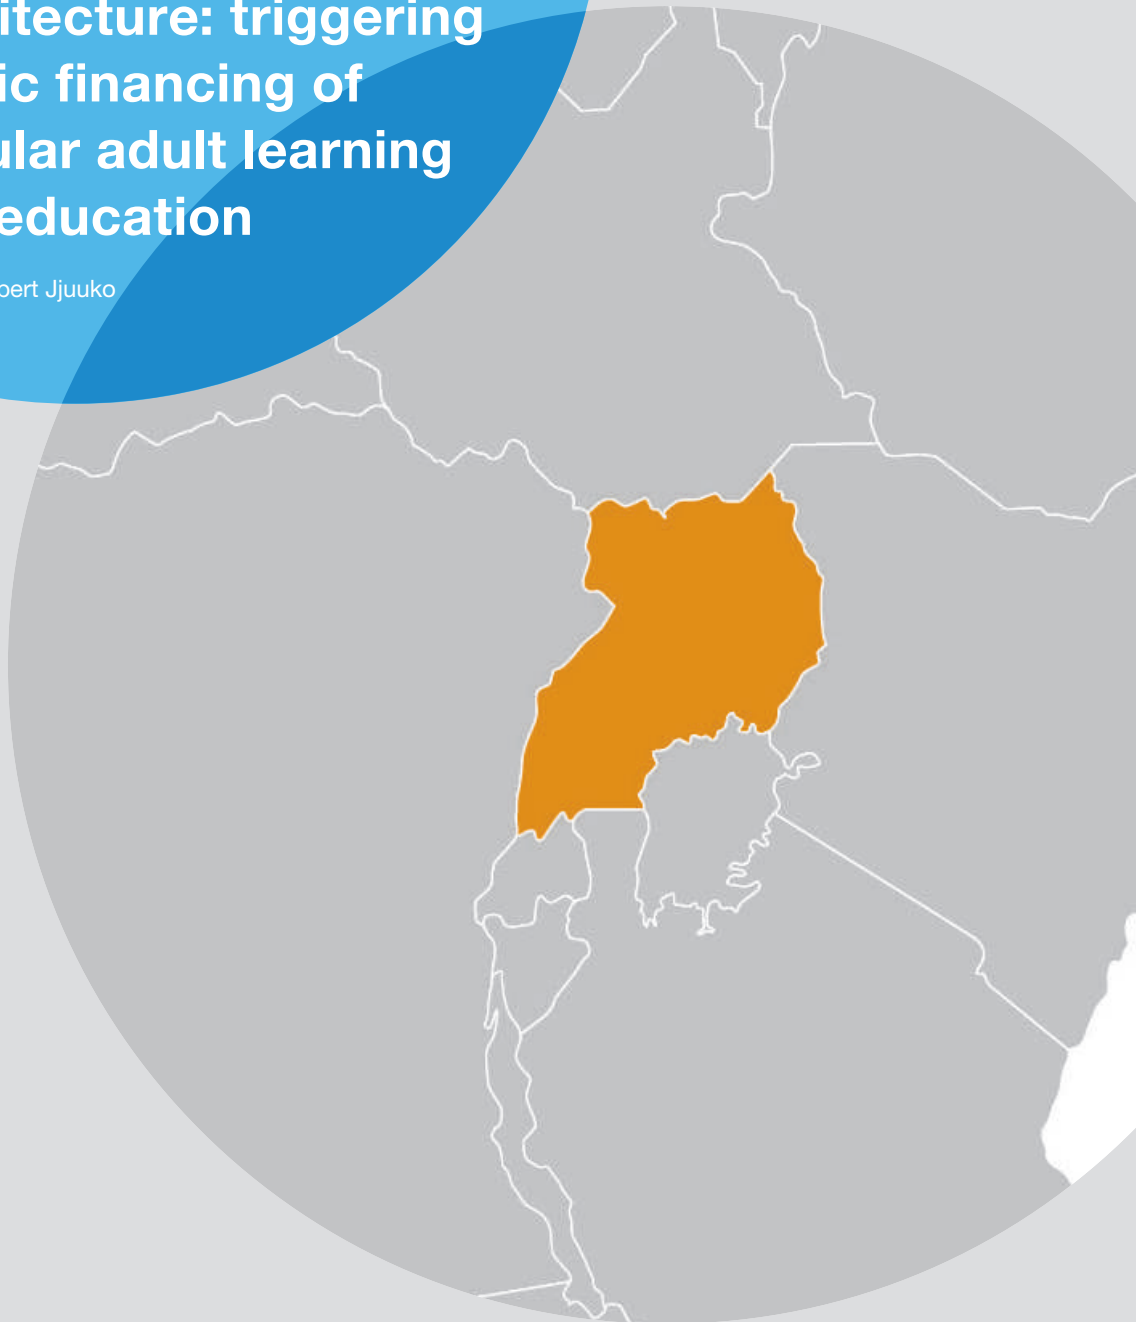 itecture: triggering
ic financing of
ular adult learning
education
bert Jjuuko